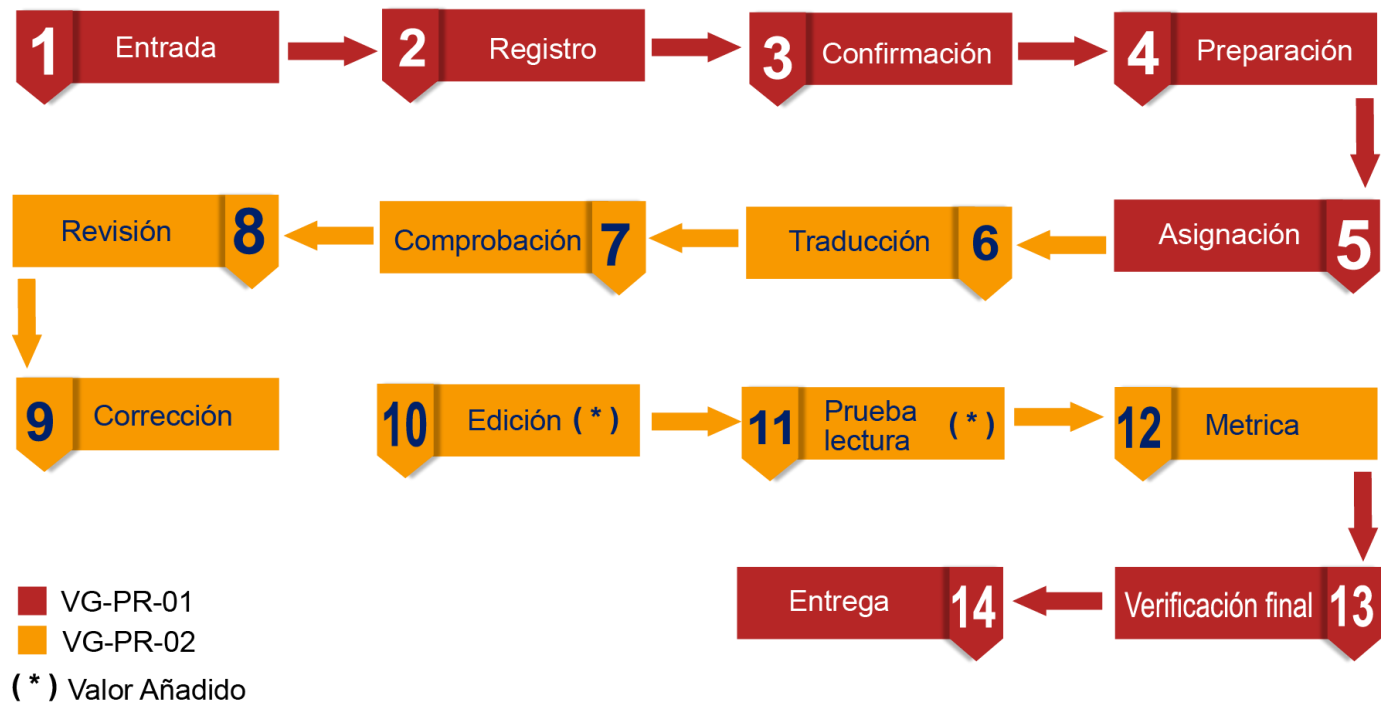 1 Entrada
2 Registro
3 Confirmación
4 Preparación
Asignación 5
Traducción 6
Comprobación 7
Revisión 8
9 Corrección
10 Edición (*)
11 Prueba
lectura (*)
12 Metrica
Verificación final 13
Entrega 14
VG-PR-01
VG-PR-02
(*) Valor Añadido